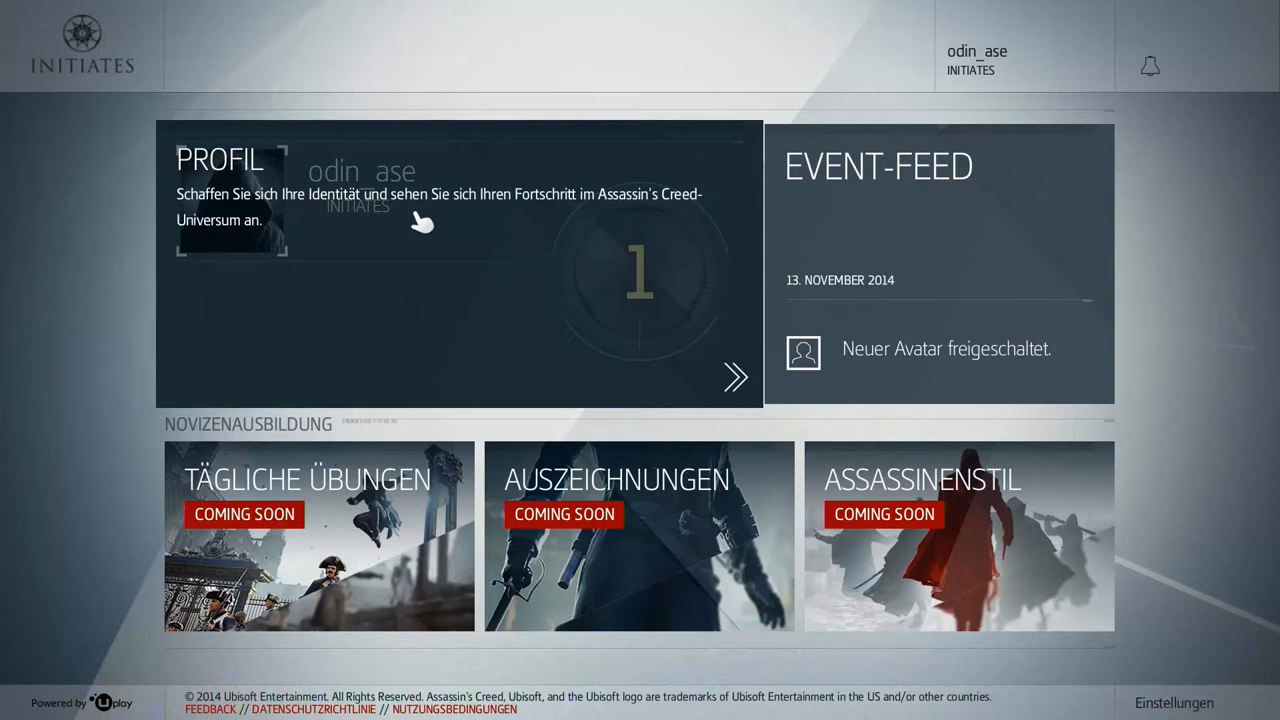 INITIATES
odin_ase
INITIATES
PROFIL
odin_ase
Schaffen Sie sich Ihre Identität und sehen Sie sich Ihren Fortschritt im Assassin's Creed-
INITIATES
Universum an.
1
EVENT-FEED
13. NOVEMBER 2014
Neuer Avatar freigeschaltet.
NOVIZENAUSBILDUNG
TÄGLICHE ÜBUNGEN
COMING SOON
AUSZEICHNUNGEN
COMING SOON
ASSASSINENSTIL
COMING SOON
Powered by uplay
© 2014 Ubisoft Entertainment. All Rights Reserved. Assassin's Creed, Ubisoft, and the Ubisoft logo are trademarks of Ubisoft Entertainment in the US and/or other countries.
FEEDBACK // DATENSCHUTZRICHTLINIE // NUTZUNGSBEDINGUNGEN
Einstellungen